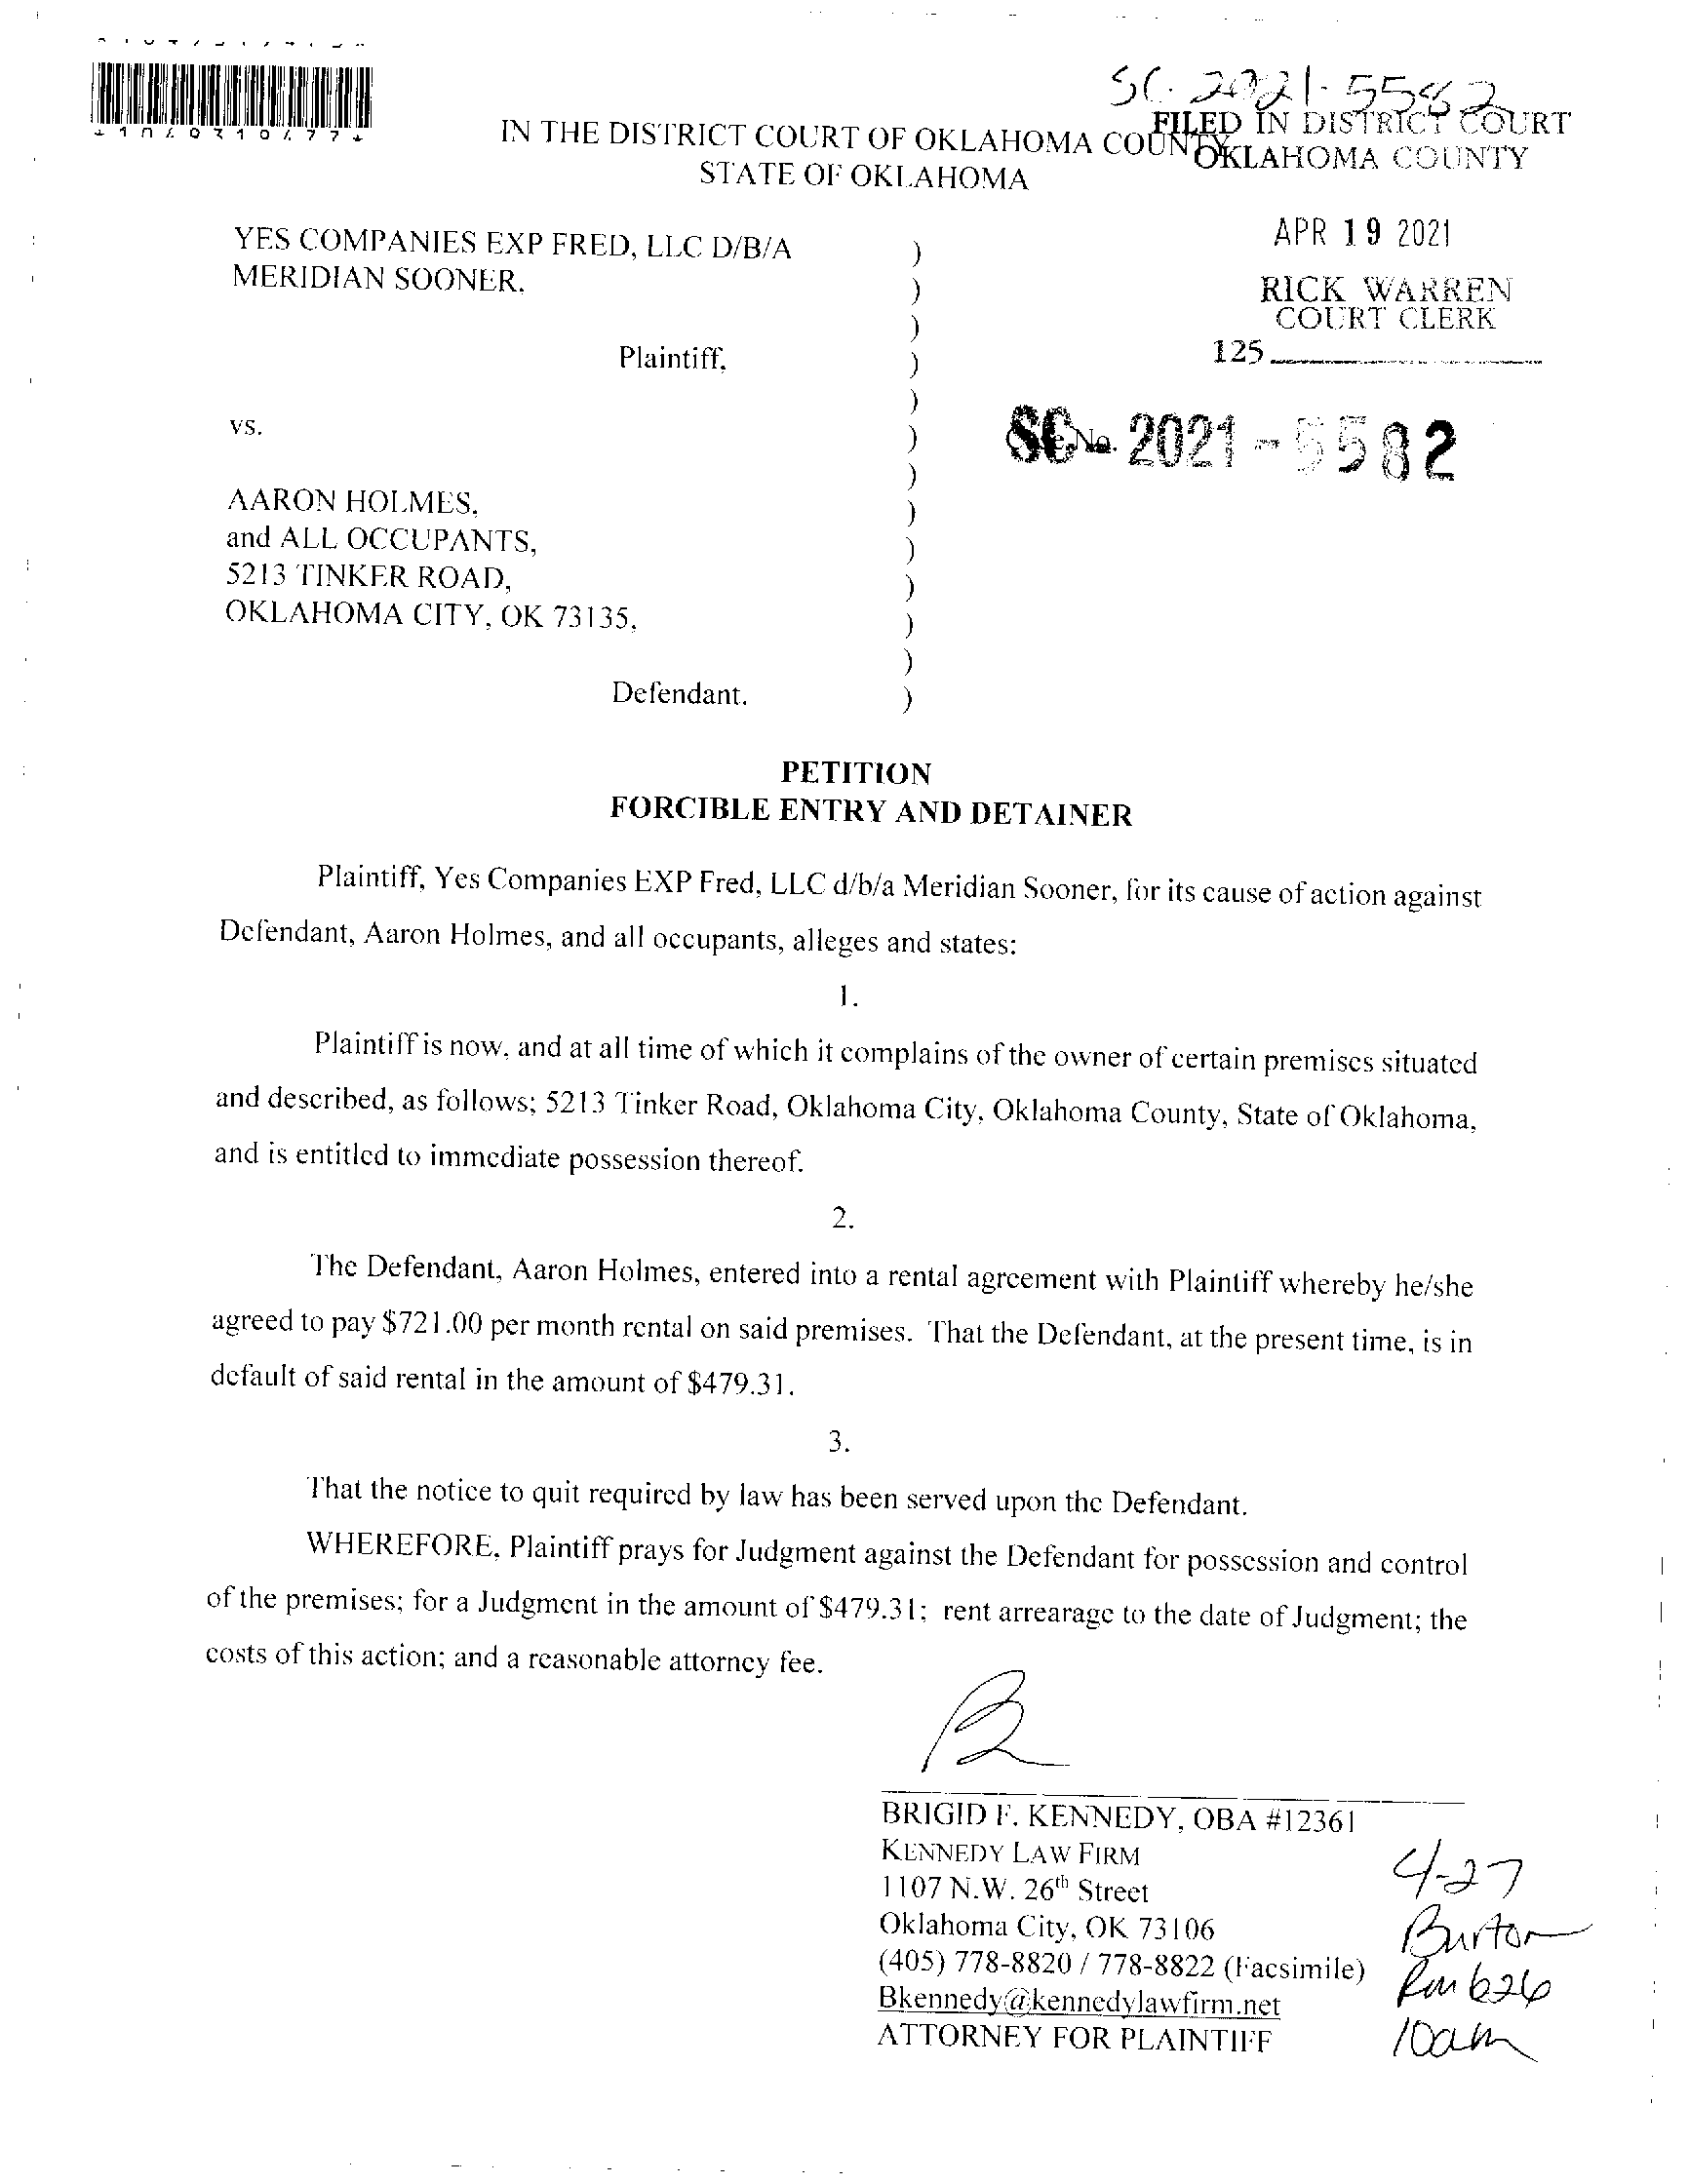 SC-2021-5582
FILED IN DISTRICT COURT
OKLAHOMA COUNTY
IN THE DISTRICT COURT OF OKLAHOMA COUNTY
STATE OF OKLAHOMA
APR 19 2021
RICK WARREN
COURT CLERK
125
YES COMPANIES EXP FRED, LLC D/B/A
MERIDIAN SOONER,
Plaintiff,
vs.
SC- No. 2021-5582
AARON HOLMES,
and ALL OCCUPANTS,
5213 TINKER ROAD,
OKLAHOMA CITY, OK 73135,
Defendant.
PETITION
FORCIBLE ENTRY AND DETAINER
Plaintiff, Yes Companies EXP Fred, LLC d/b/a Meridian Sooner, for its cause of action against
Defendant, Aaron Holmes, and all occupants, alleges and states:
1.
Plaintiff is now, and at all time of which it complains of the owner of certain premises situated
and described, as follows; 5213 Tinker Road, Oklahoma City, Oklahoma County, State of Oklahoma,
and is entitled to immediate possession thereof.
2.
The Defendant, Aaron Holmes, entered into a rental agreement with Plaintiff whereby he/she
agreed to pay $721.00 per month rental on said premises. That the Defendant, at the present time, is in
default of said rental in the amount of $479.31.
3.
That the notice to quit required by law has been served upon the Defendant.
WHEREFORE, Plaintiff prays for Judgment against the Defendant for possession and control
of the premises; for a Judgment in the amount of $479.31; rent arrearage to the date of Judgment; the
costs of this action; and a reasonable attorney fee.
BRIGID F. KENNEDY, OBA #12361
KENNEDY LAW FIRM
1107 N.W. 26th Street
Oklahoma City, OK 73106
(405) 778-8820 / 778-8822 (Facsimile)
Bkennedy@kennedylawfirm.net
ATTORNEY FOR PLAINTIFF
4-27
Burton
Rm 626
10am